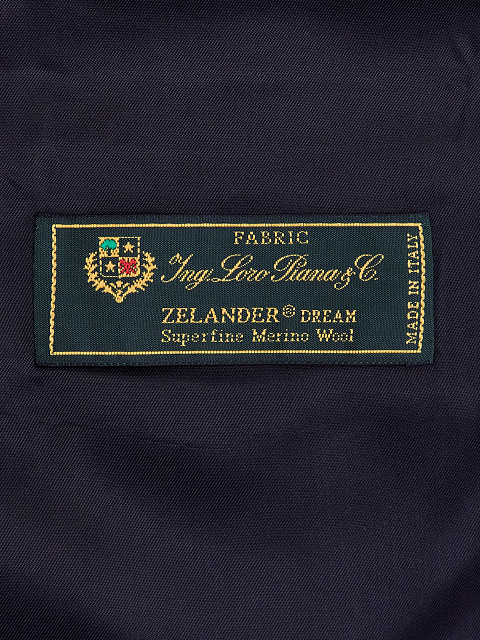 FABRIC
Ing. Loro Piana & C.
ZELANDER® DREAM
Superfine Merino Wool
MADE IN ITALY